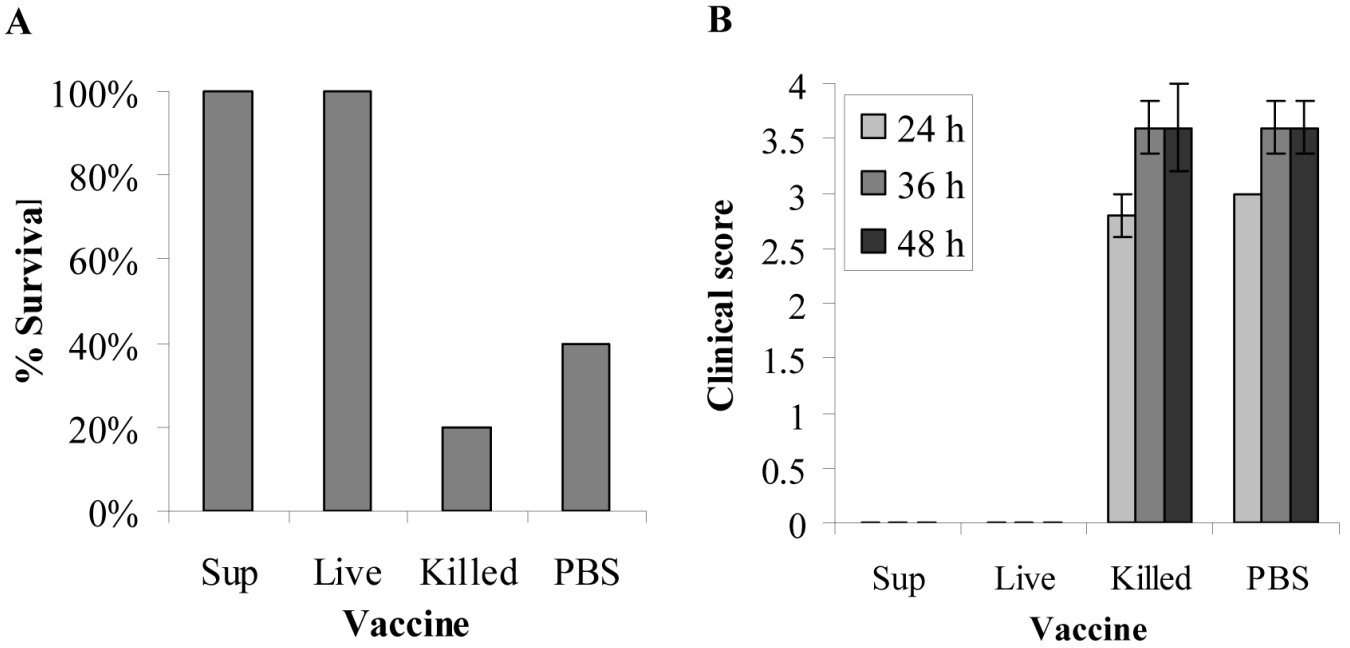 A
100%
80%
60%
40%
20%
0%
% Survival
Sup Live Killed PBS
Vaccine
B
4
3.5
3
2.5
2
1.5
1
0.5
0
Clinical score
24 h
36 h
48 h
Sup Live Killed PBS
Vaccine